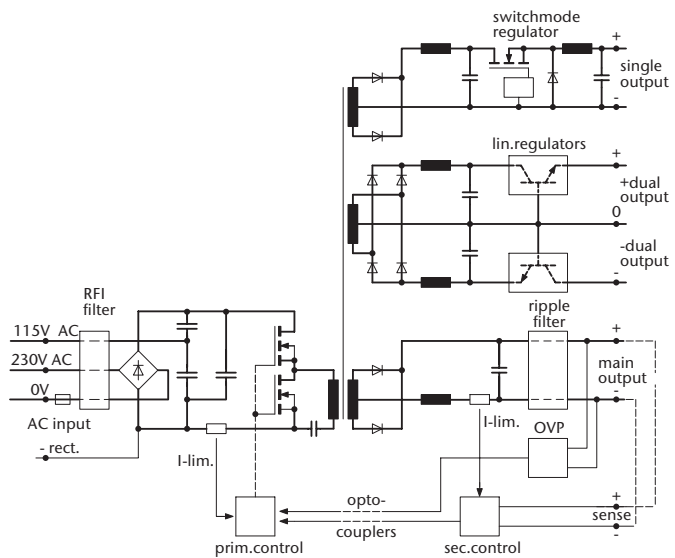 switchmode
regulator
+
single
output
-
lin.regulators
+
+dual
output
0
-dual
output
-
RFI
filter
ripple
filter
115V AC
+
230V AC
main
output
0V
-
AC input
I-lim.
OVP
- rect.
I-lim.
opto-
+
sense
couplers
-
prim.control
sec.control